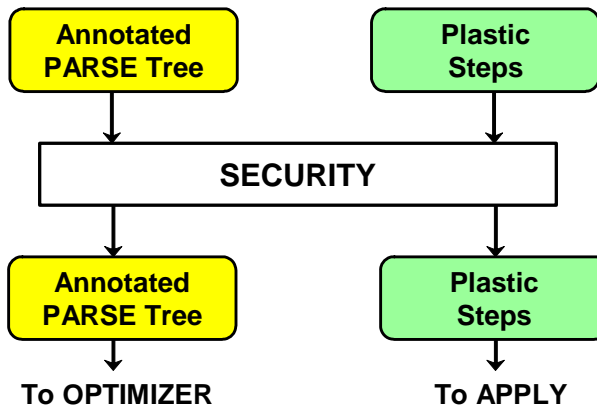 Annotated
PARSE Tree
Plastic
Steps
SECURITY
Annotated
PARSE Tree
Plastic
Steps
To OPTIMIZER
To APPLY